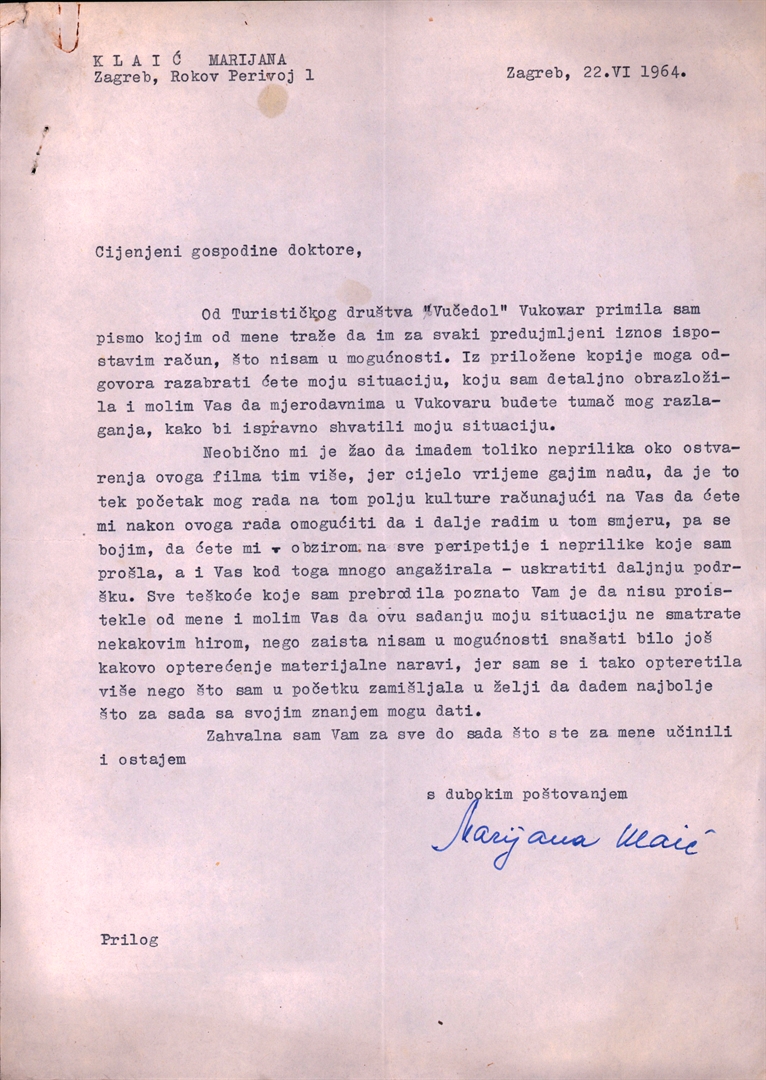 K L A I Ć   MARIJANA
Zagreb, Rokov Perivoj 1
Zagreb, 22.VI 1964.
Cijenjeni gospodine doktore,
Od Turističkog društva "Vučedol" Vukovar primila sam
pismo kojim od mene traže da im za svaki predujmljeni iznos ispo-
stavim račun, što nisam u mogućnosti. Iz priložene kopije moga od-
govora razabrati ćete moju situaciju, koju sam detaljno obrazloži-
la i molim Vas da mjerodavnima u Vukovaru budete tumač mog razla-
ganja, kako bi ispravno shvatili moju situaciju.
Neobično mi je žao da imadem toliko neprilika oko ostva-
renja ovoga filma tim više, jer cijelo vrijeme gajim nadu, da je to
tek početak mog rada na tom polju kulture računajući na Vas da ćete
mi nakon ovoga rada omogućiti da i dalje radim u tom smjeru, pa se
bojim, da ćete mi - obzirom na sve peripetije i neprilike koje sam
prošla, a i Vas kod toga mnogo angažirala - uskratiti daljnju podr-
šku. Sve teškoće koje sam prebrodila poznato Vam je da nisu prois-
tekle od mene i molim Vas da ovu sadanju moju situaciju ne smatrate
nekakovim hirom, nego zaista nisam u mogućnosti snašati bilo još
kakovo opterećenje materijalne naravi, jer sam se i tako opteretila
više nego što sam u početku zamišljala u želji da dadem najbolje
što za sada sa svojim znanjem mogu dati.
Zahvalna sam Vam za sve do sada što ste za mene učinili
i ostajem
s dubokim poštovanjem
Marijana Klaić
Prilog